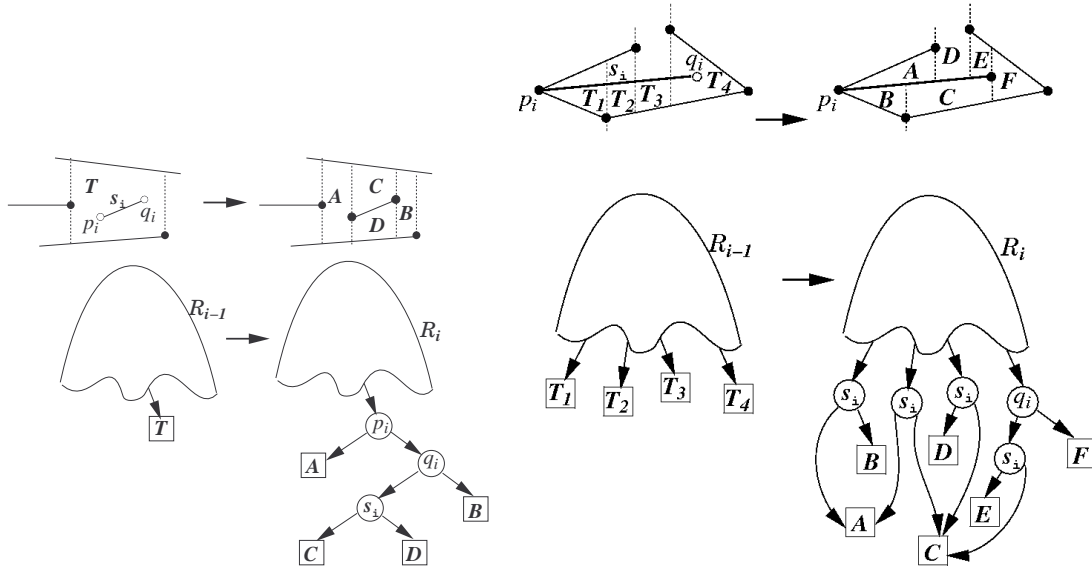 T
s_i
p_i
q_i
A
C
D
B
R_{i-1}
R_i
T
p_i
A
q_i
s_i
B
C
D
p_i
s_i
q_i
T_1
T_2
T_3
T_4
p_i
A
D
E
F
B
C
R_{i-1}
R_i
T_1
T_2
T_3
T_4
s_i
s_i
s_i
q_i
B
D
s_i
F
A
E
C